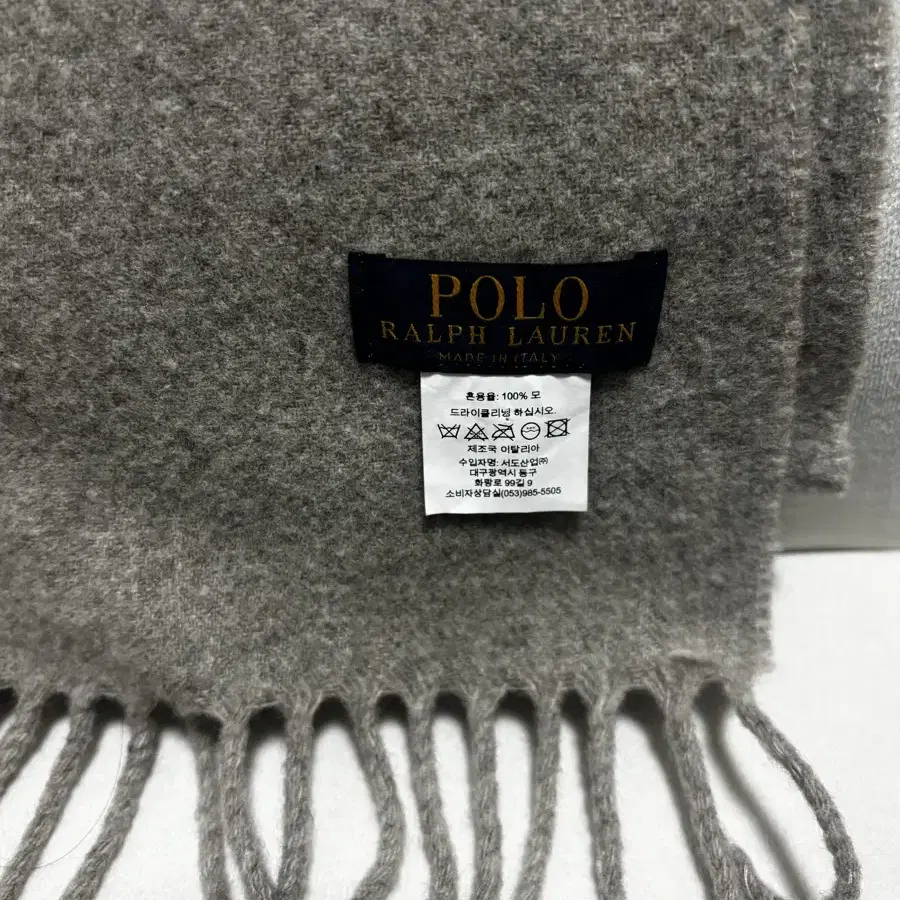 POLO
RALPH LAUREN
MADE IN ITALY
혼용율: 100% 모
드라이클리닝 하십시오.
제조국 이탈리아
수입자명: 서도산업㈜
대구광역시 동구
화랑로 99길 9
소비자상담실 (053)985-5505